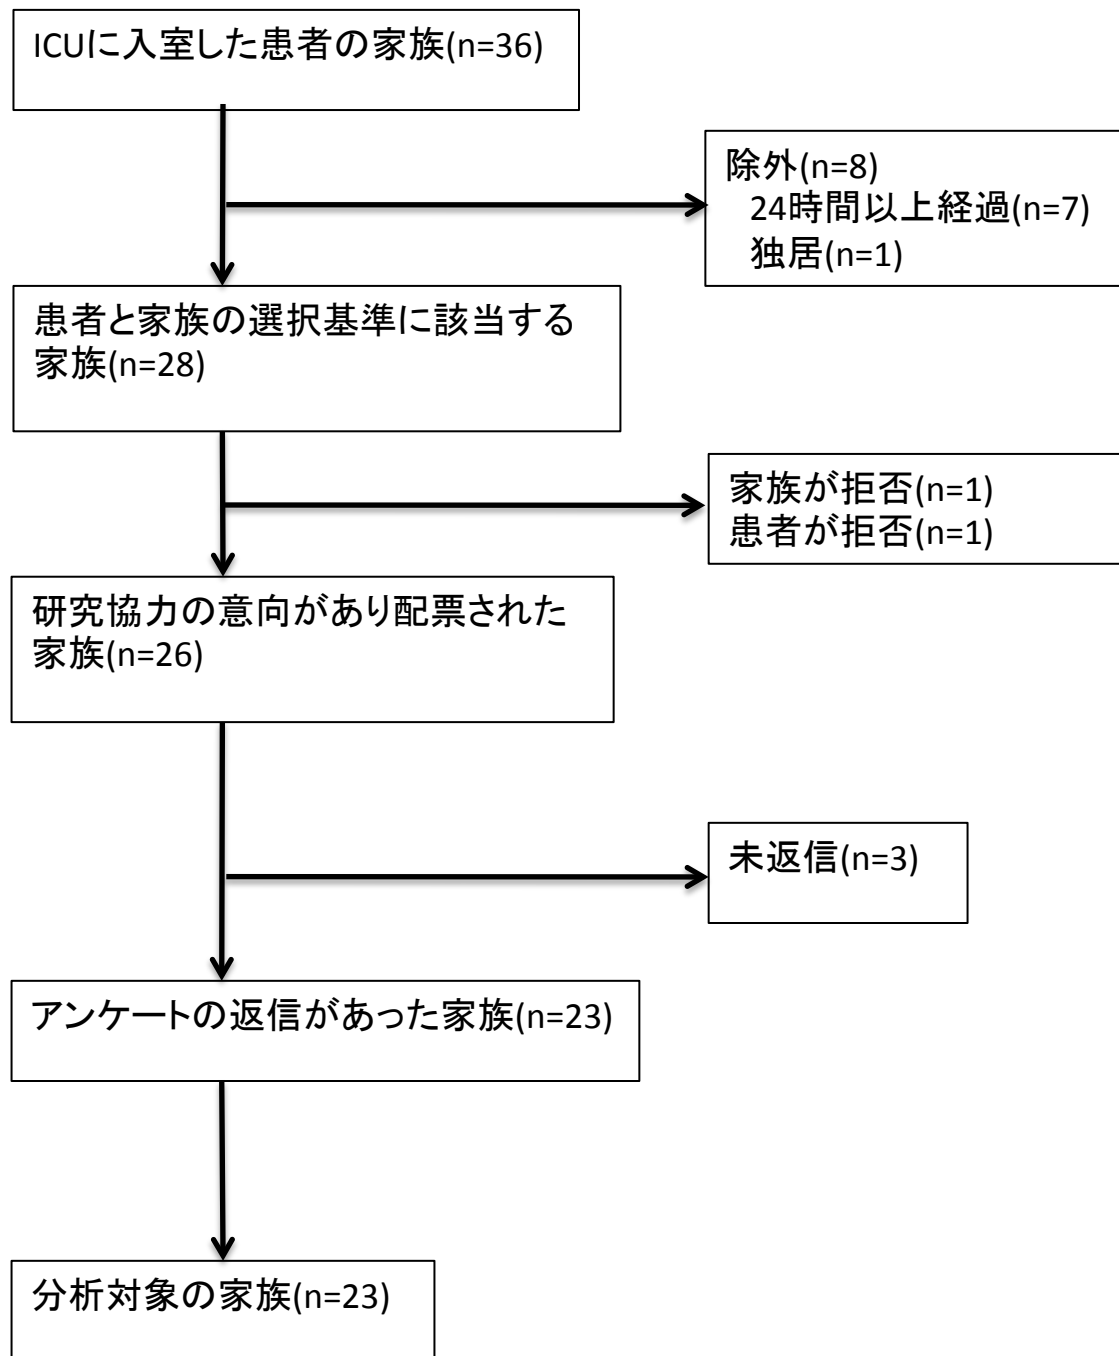 ICUに入室した患者の家族(n=36)
除外(n=8)
24時間以上経過(n=7)
独居(n=1)
患者と家族の選択基準に該当する
家族(n=28)
家族が拒否(n=1)
患者が拒否(n=1)
研究協力の意向があり配票された
家族(n=26)
未返信(n=3)
アンケートの返信があった家族(n=23)
分析対象の家族(n=23)